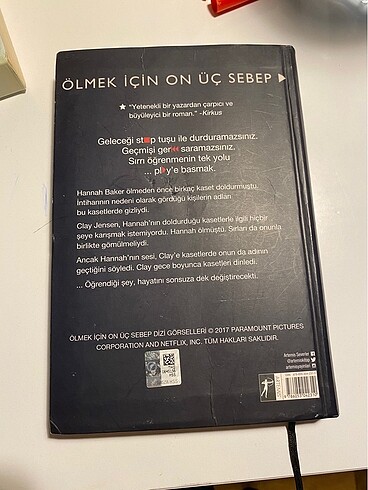 ÖLMEK İÇİN ON ÜÇ SEBEP
"Yetenekli bir yazardan çarpıcı ve
büyüleyici bir roman." -Kirkus
Geleceği stop tuşu ile durduramazsınız.
Geçmişi geri saramazsınız.
Sırrı öğrenmenin tek yolu
... play'e basmak.
Hannah Baker ölmeden önce birkaç kaset doldurmuştu.
İntiharının nedeni olarak gördüğü kişilerin adları
bu kasetlerde gizliydi.
Clay Jensen, Hannah'nın doldurduğu kasetlerle ilgili hiçbir
şeye karışmak istemiyordu. Hannah ölmüştü. Sırları da onunla
birlikte gömülmeliydi.
Ancak Hannah'nın sesi, Clay'e kasetlerde onun da adının
geçtiğini söyledi. Clay gece boyunca kasetleri dinledi.
... Öğrendiği şey, hayatını sonsuza dek değiştirecekti.
ÖLMEK İÇİN ON ÜÇ SEBEP DİZİ GÖRSELLERİ © 2017 PARAMOUNT PICTURES
CORPORATION AND NETFLIX, INC. TÜM HAKLARI SAKLIDIR.
Artemis Severler
@artemiskitap
artemisyayinlari